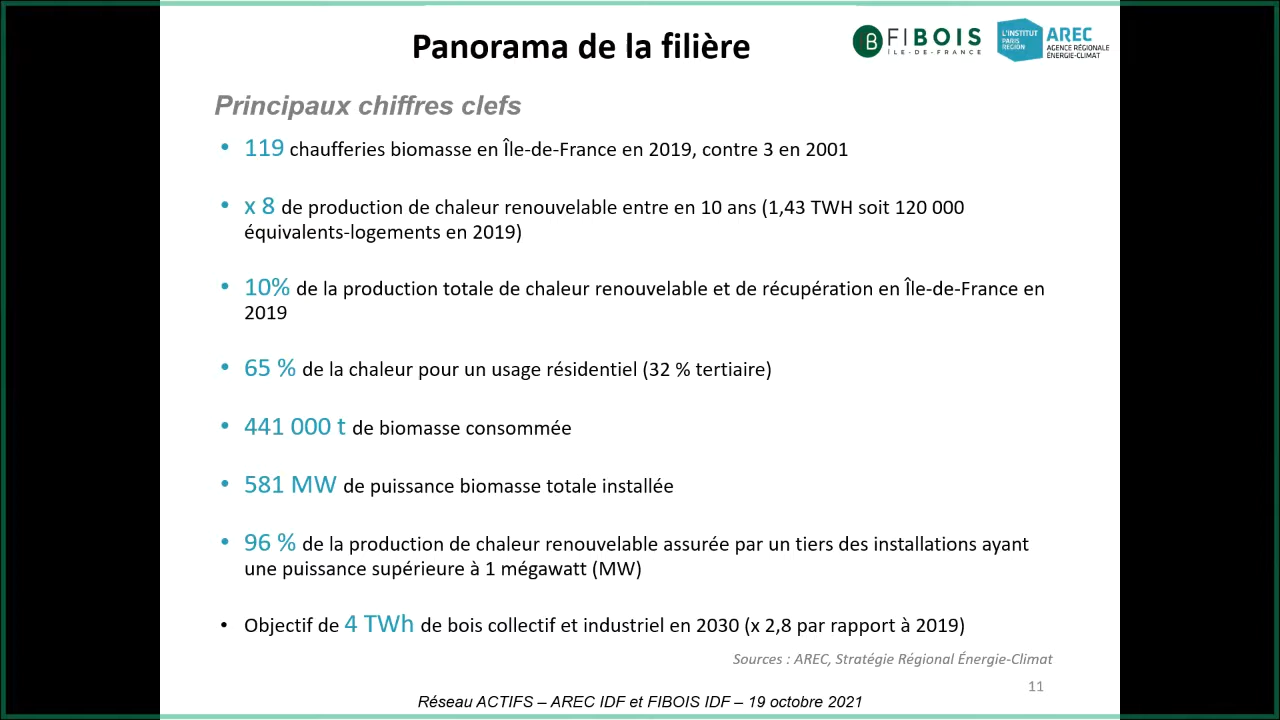 Panorama de la filière
B FIBOIS
ÎLE-DE-FRANCE
L'INSTITUT
PARIS
REGION
AREC
AGENCE RÉGIONALE
ÉNERGIE-CLIMAT
Principaux chiffres clefs
• 119 chaufferies biomasse en Île-de-France en 2019, contre 3 en 2001
• x 8 de production de chaleur renouvelable entre en 10 ans (1,43 TWH soit 120 000
équivalents-logements en 2019)
• 10% de la production totale de chaleur renouvelable et de récupération en Île-de-France en
2019
• 65 % de la chaleur pour un usage résidentiel (32 % tertiaire)
• 441 000 t de biomasse consommée
• 581 MW de puissance biomasse totale installée
• 96 % de la production de chaleur renouvelable assurée par un tiers des installations ayant
une puissance supérieure à 1 mégawatt (MW)
• Objectif de 4 TWh de bois collectif et industriel en 2030 (x 2,8 par rapport à 2019)
Sources : AREC, Stratégie Régional Énergie-Climat
11
Réseau ACTIFS – AREC IDF et FIBOIS IDF – 19 octobre 2021